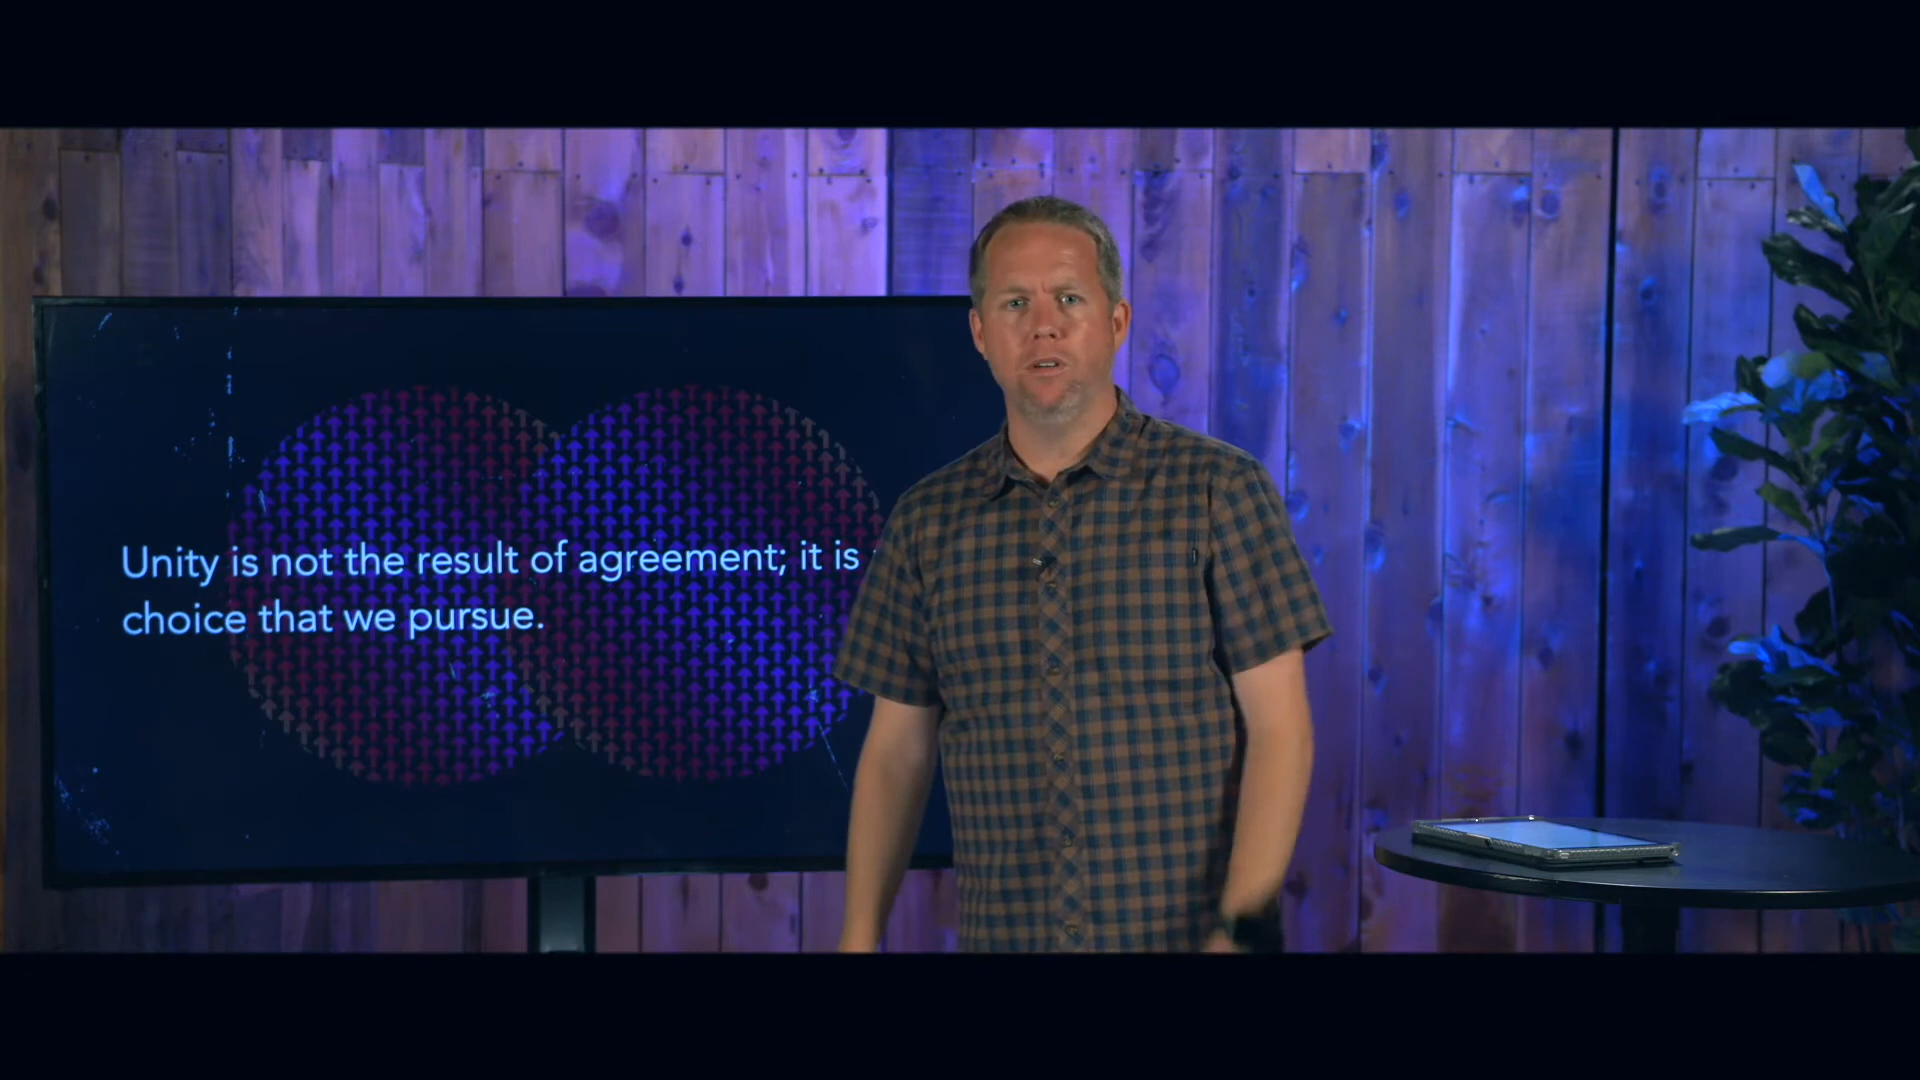 Unity is not the result of agreement; it is
choice that we pursue.